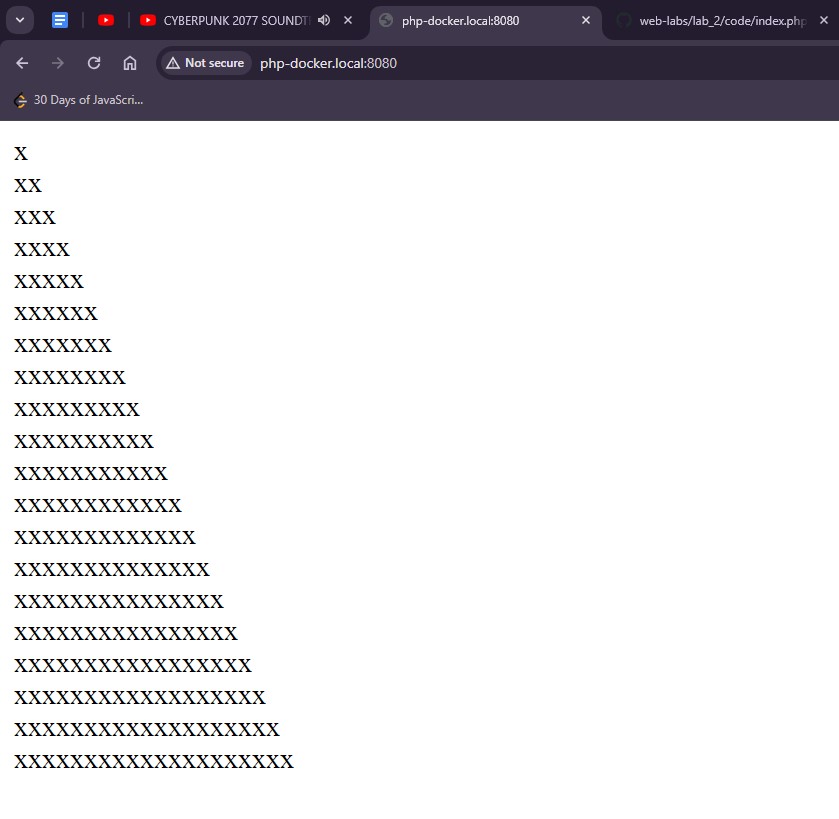 CYBERPUNK 2077 SOUNDT
php-docker.local:8080
web-labs/lab_2/code/index.php
Not secure
php-docker.local:8080
30 Days of JavaScri...
X
XX
XXX
XXXX
XXXXX
XXXXXX
XXXXXXX
XXXXXXXX
XXXXXXXXX
XXXXXXXXXX
XXXXXXXXXXX
XXXXXXXXXXXX
XXXXXXXXXXXXX
XXXXXXXXXXXXXX
XXXXXXXXXXXXXXX
XXXXXXXXXXXXXXXX
XXXXXXXXXXXXXXXXX
XXXXXXXXXXXXXXXXXX
XXXXXXXXXXXXXXXXXXX
XXXXXXXXXXXXXXXXXXXX